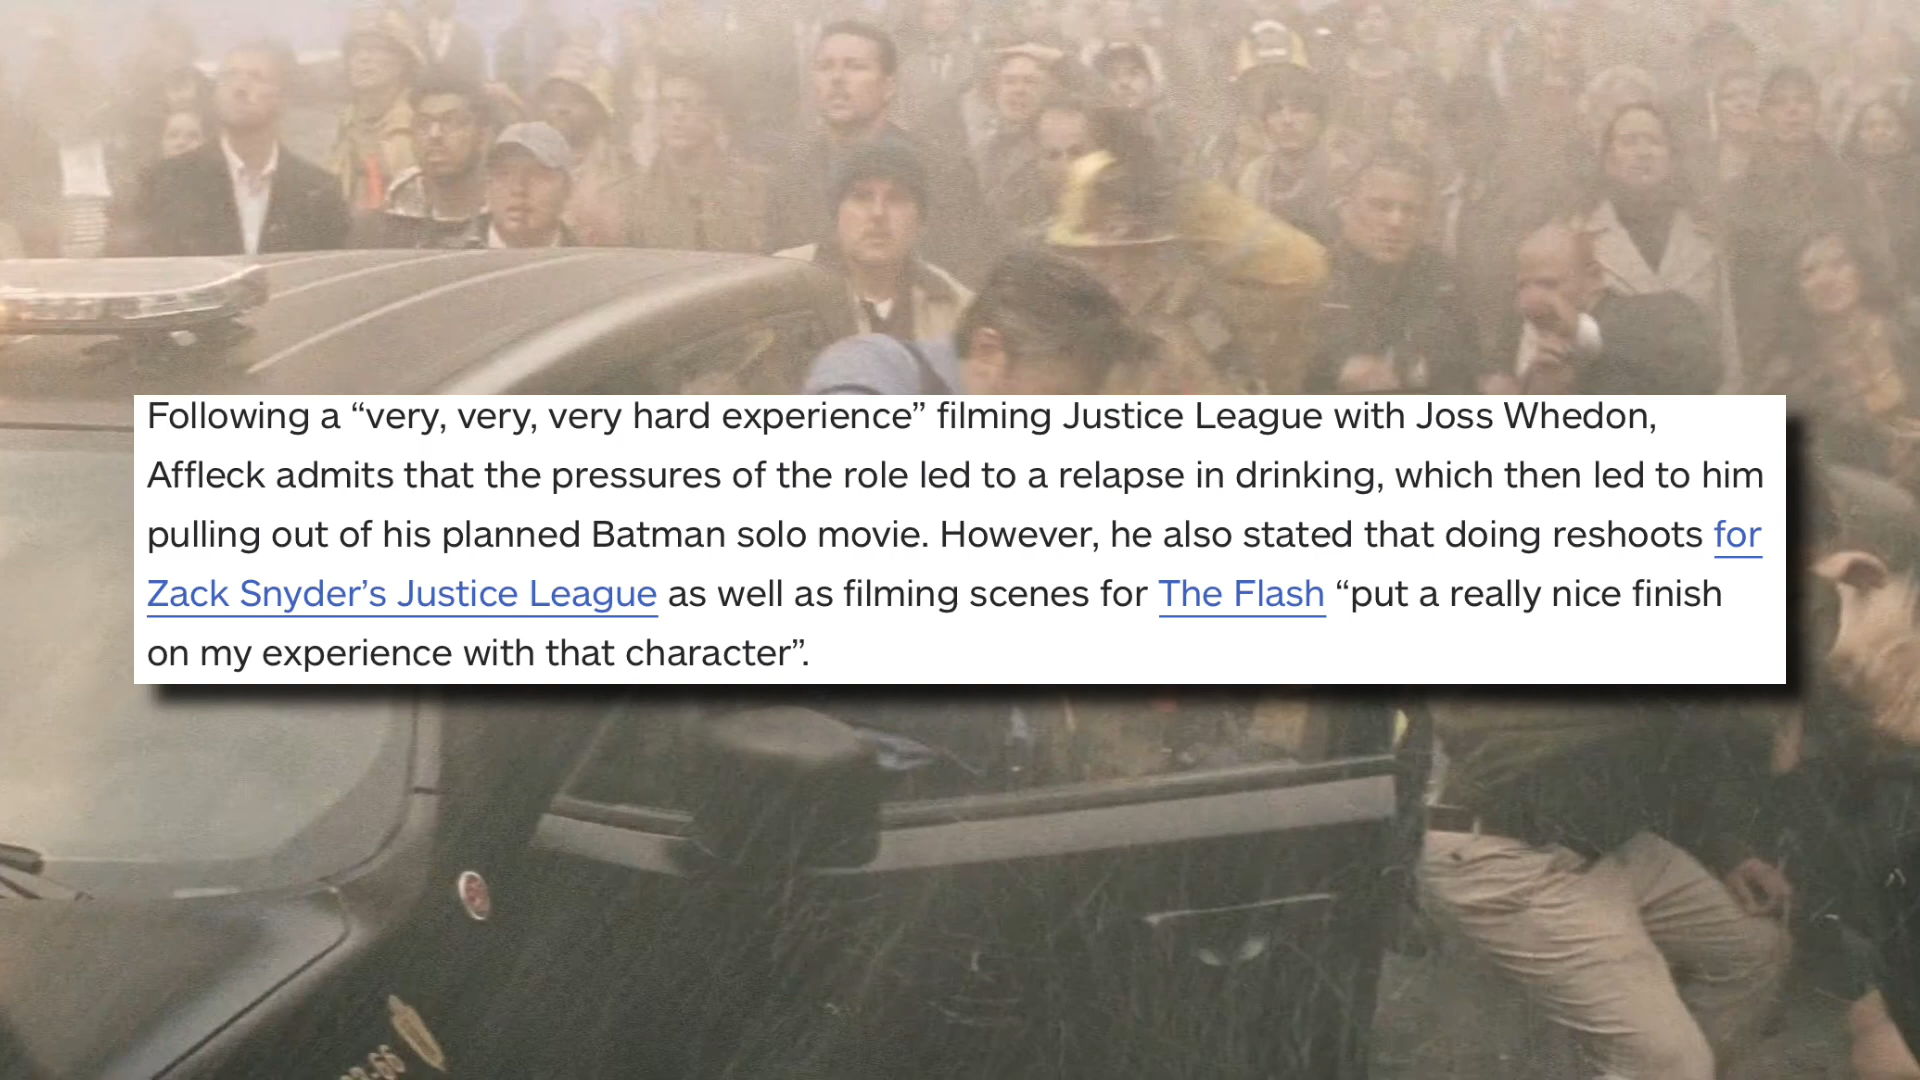 Following a “very, very, very hard experience” filming Justice League with Joss Whedon,
Affleck admits that the pressures of the role led to a relapse in drinking, which then led to him
pulling out of his planned Batman solo movie. However, he also stated that doing reshoots for
Zack Snyder’s Justice League as well as filming scenes for The Flash “put a really nice finish
on my experience with that character”.